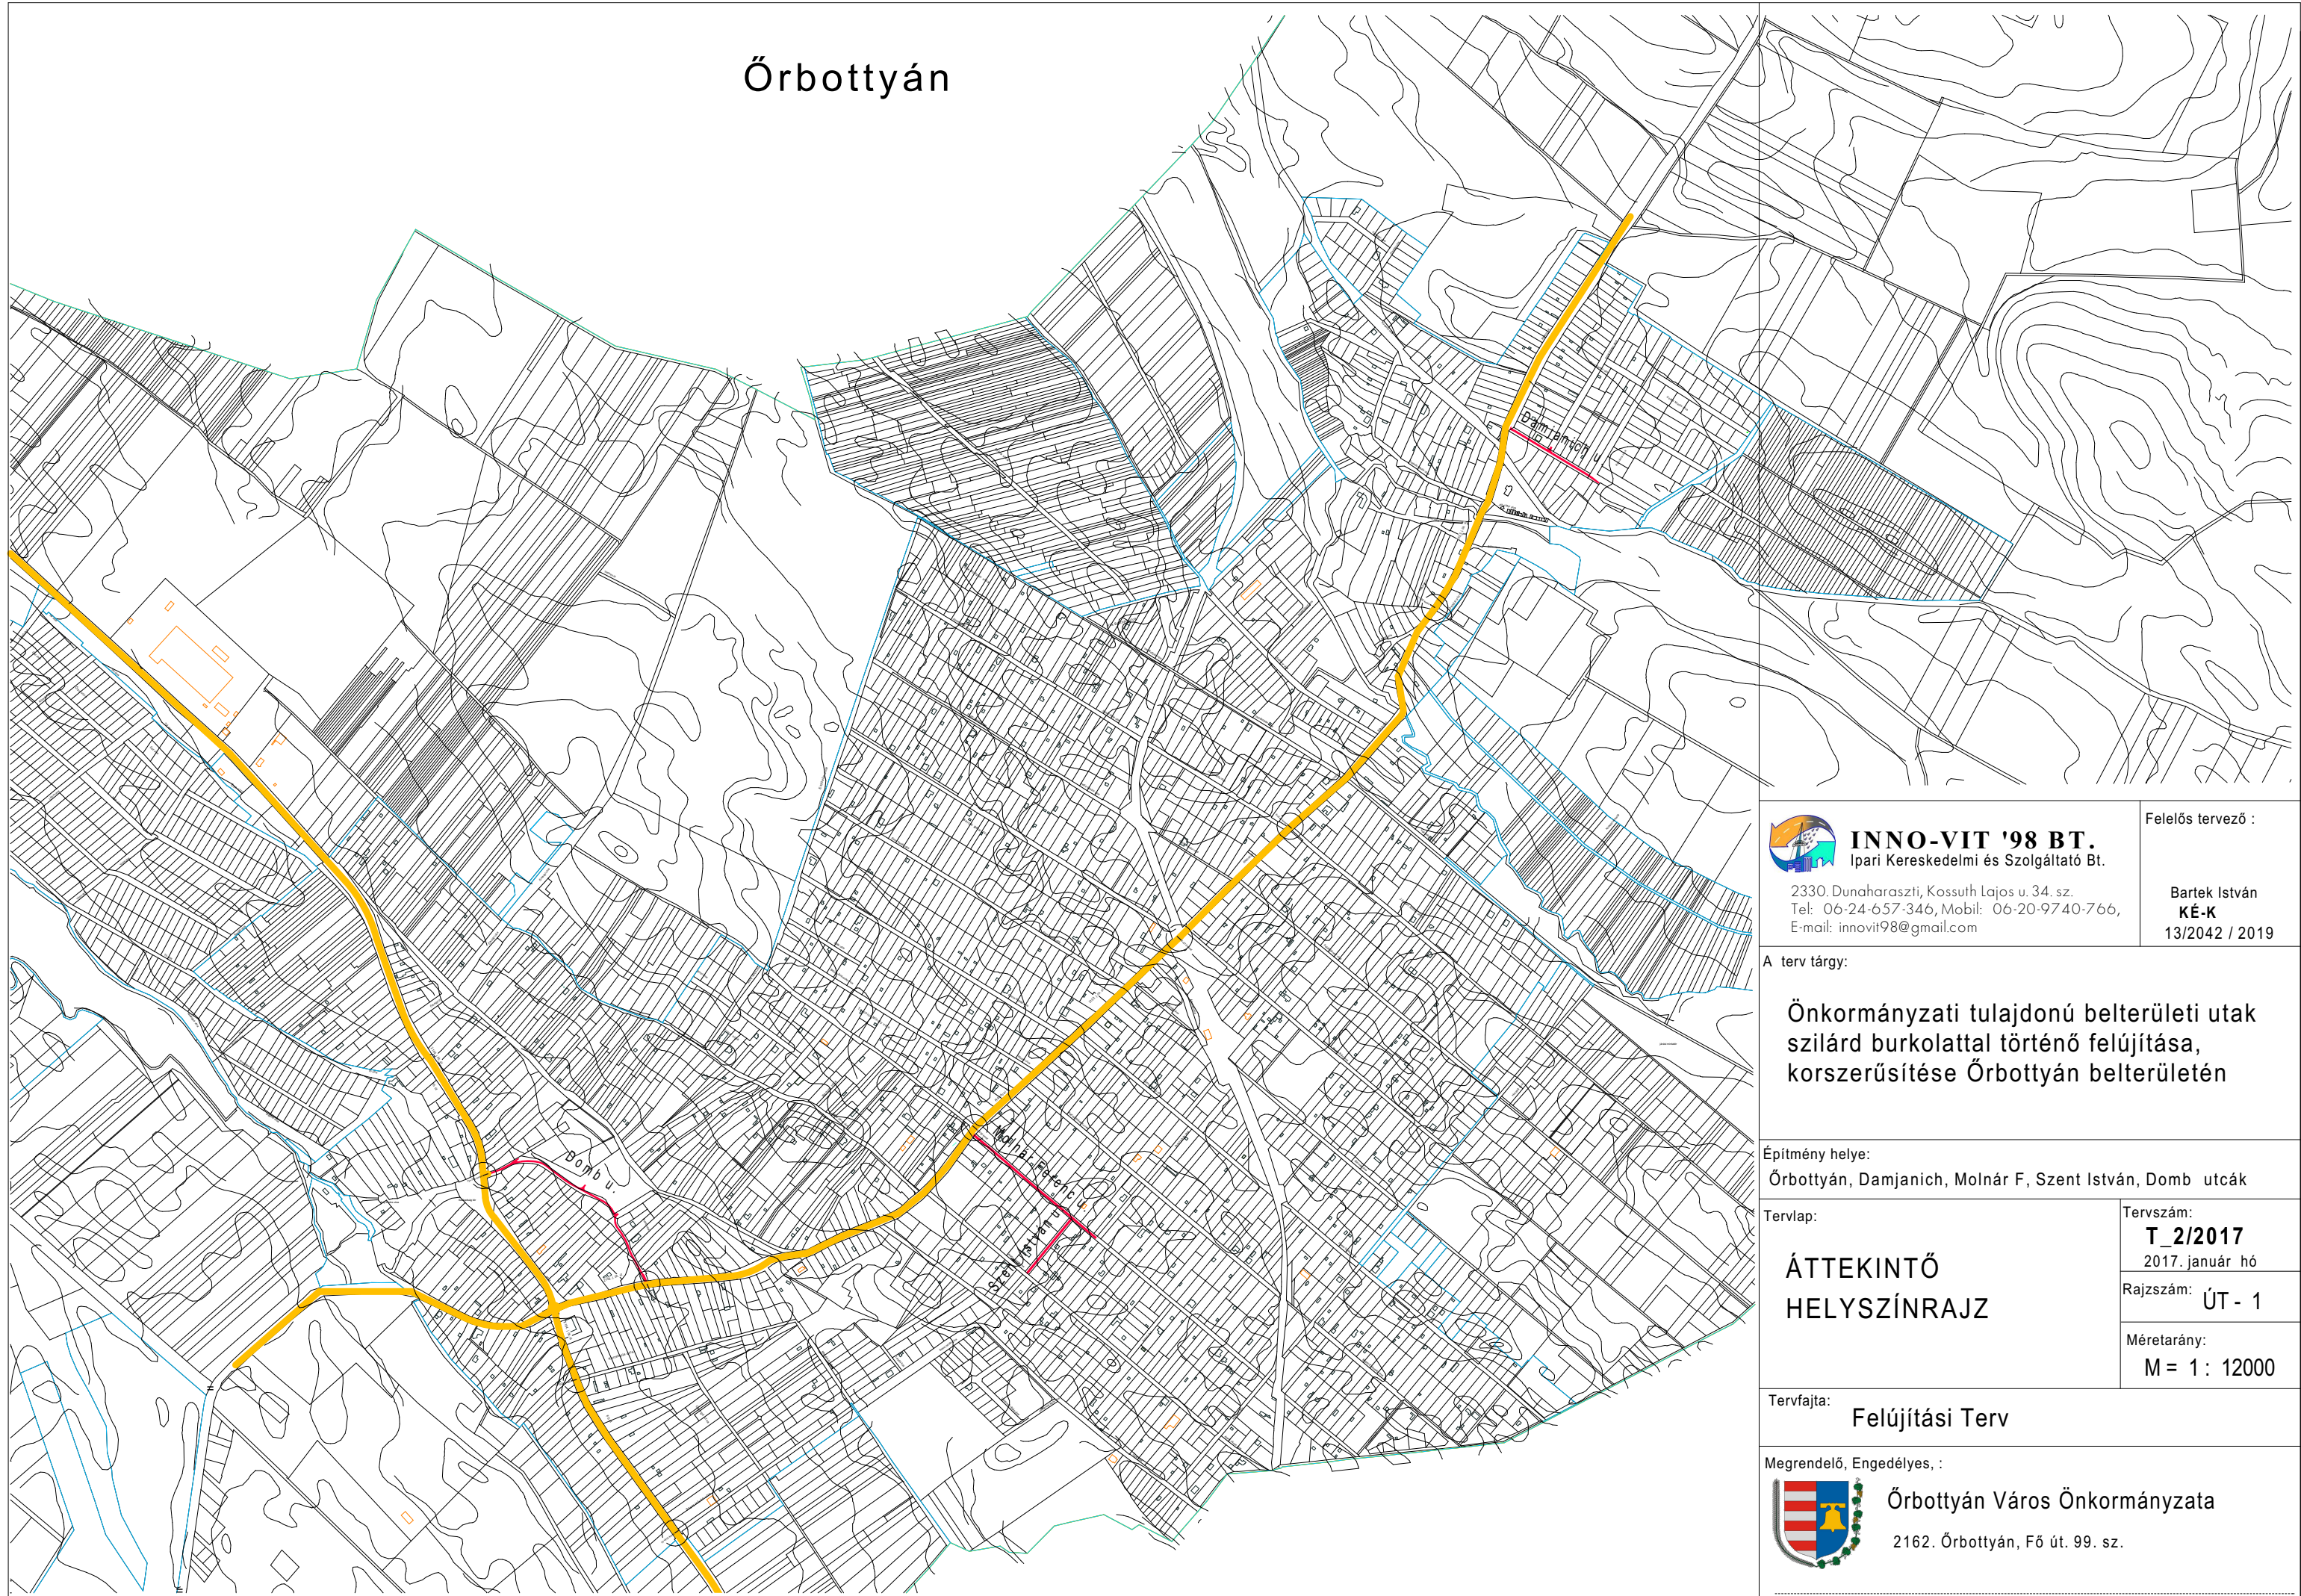 Őrbottyán
Damjanich u.
Domb u.
Molnár Ferenc u.
Szent István u.
INNO-VIT '98 BT.
Ipari Kereskedelmi és Szolgáltató Bt.
2330. Dunaharaszti, Kossuth Lajos u. 34. sz.
Tel: 06-24-657-346, Mobil: 06-20-9740-766,
E-mail: innovit98@gmail.com
Felelős tervező :
Bartek István
KÉ-K
13/2042 / 2019
A terv tárgy:
Önkormányzati tulajdonú belterületi utak
szilárd burkolattal történő felújítása,
korszerűsítése Őrbottyán belterületén
Építmény helye:
Őrbottyán, Damjanich, Molnár F, Szent István, Domb utcák
Tervlap:
ÁTTEKINTŐ
HELYSZÍNRAJZ
Tervszám:
T_2/2017
2017. január hó
Rajzszám: ÚT - 1
Méretarány:
M = 1 : 12000
Tervfajta:
Felújítási Terv
Megrendelő, Engedélyes, :
Őrbottyán Város Önkormányzata
2162. Őrbottyán, Fő út. 99. sz.